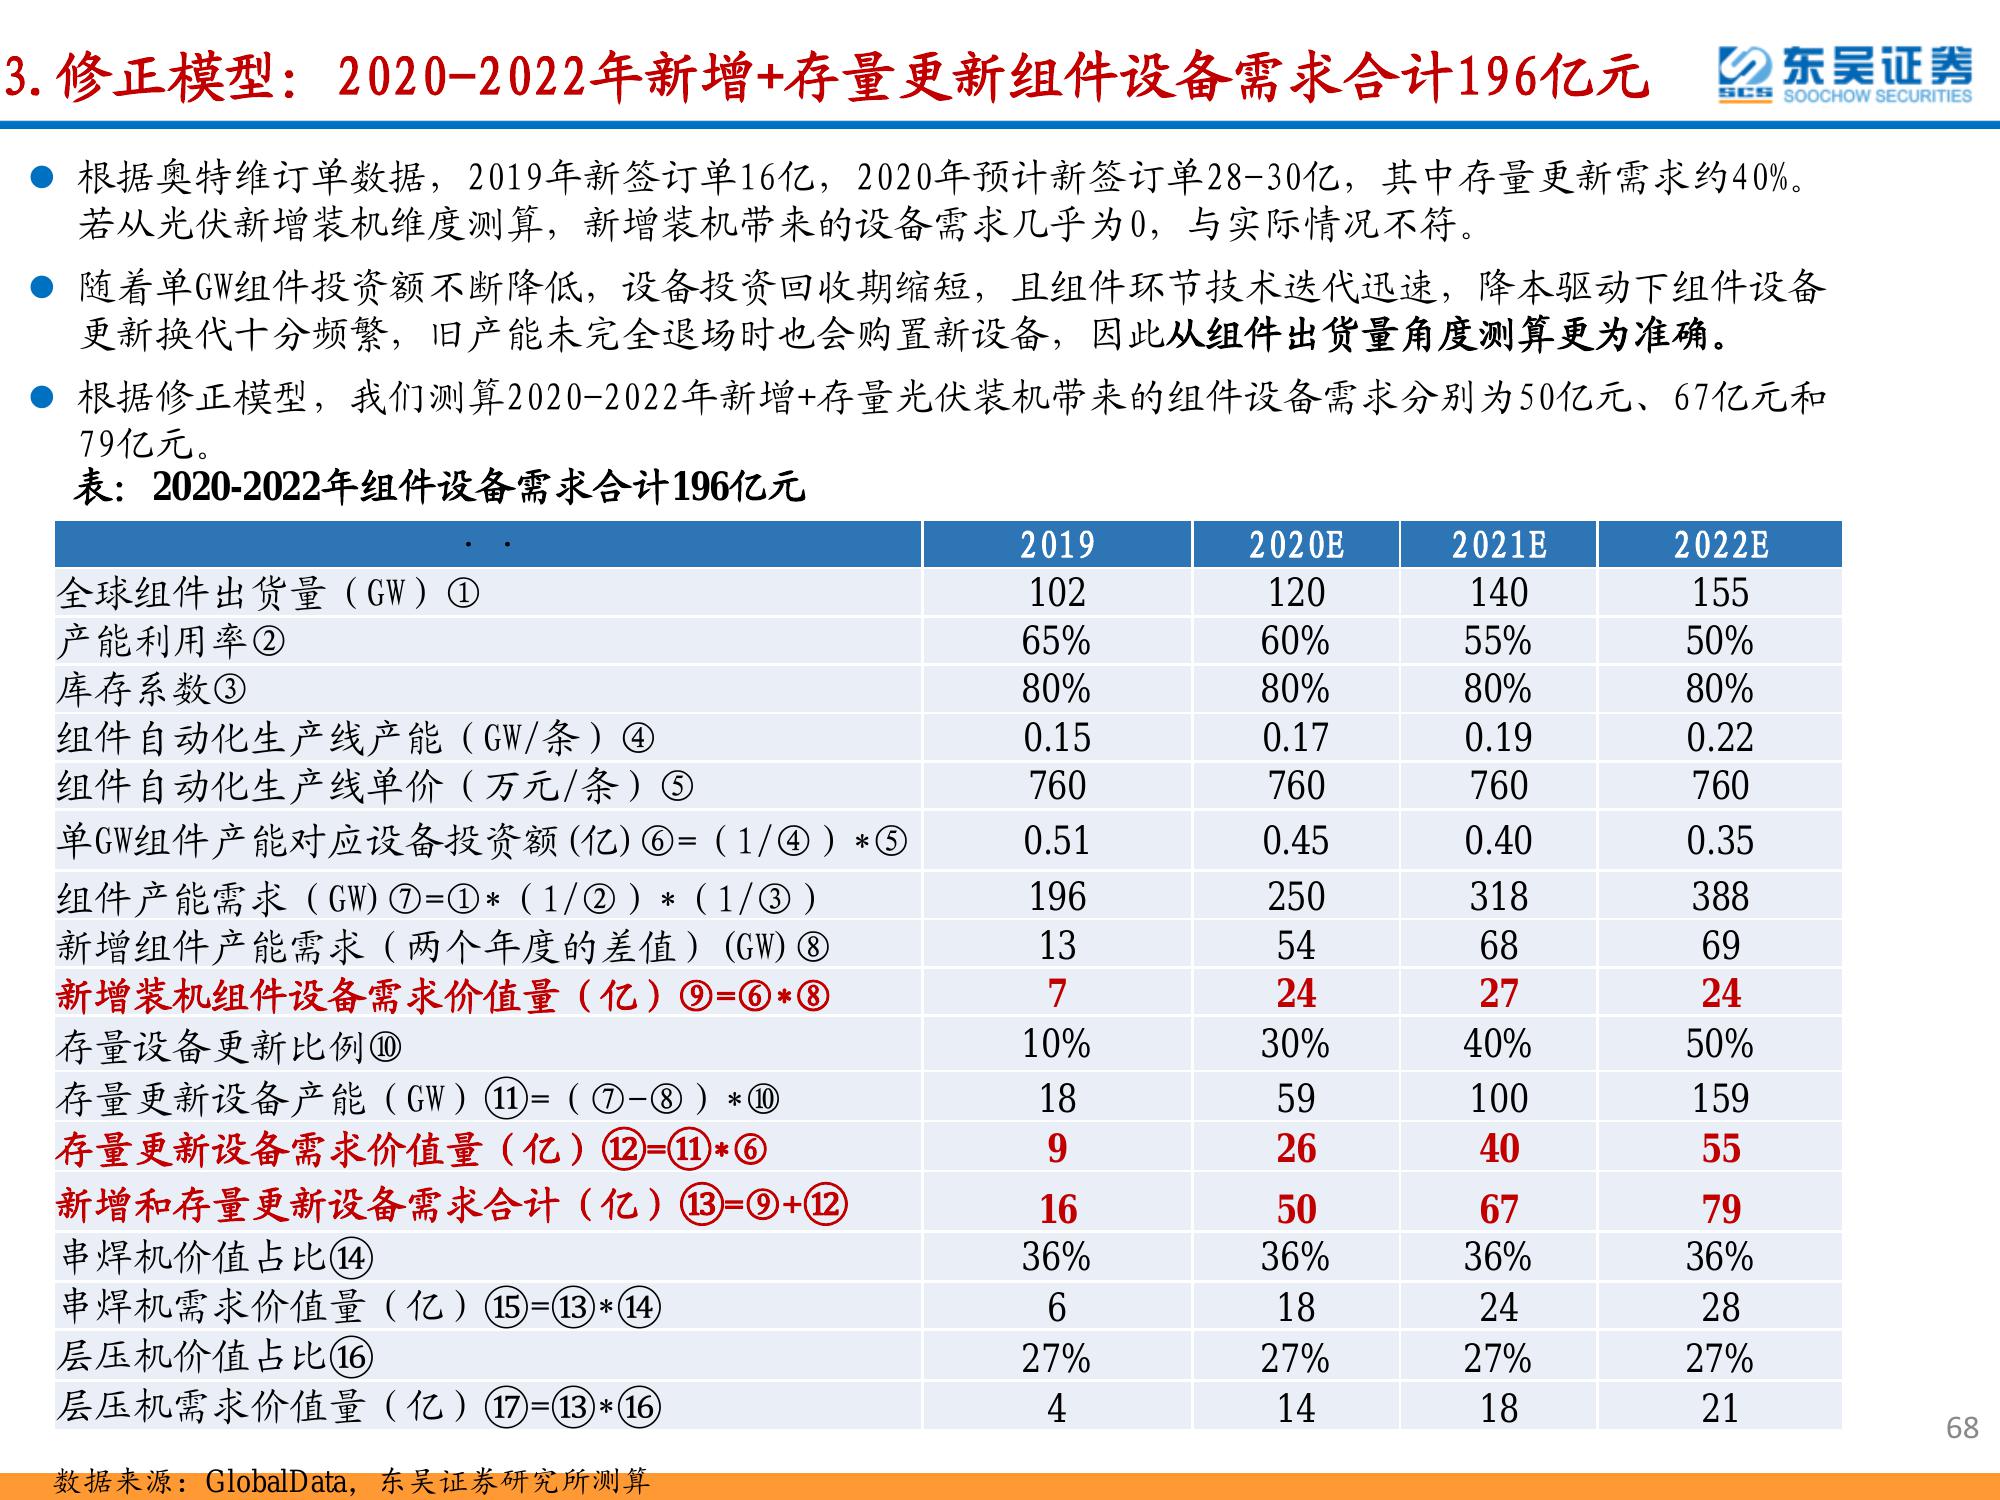 3.修正模型：2020-2022年新增+存量更新组件设备需求合计196亿元
东吴证券
SCS SOOCHOW SECURITIES
根据奥特维订单数据，2019年新签订单16亿，2020年预计新签订单28-30亿，其中存量更新需求约40%。
若从光伏新增装机维度测算，新增装机带来的设备需求几乎为0，与实际情况不符。
随着单GW组件投资额不断降低，设备投资回收期缩短，且组件环节技术迭代迅速，降本驱动下组件设备
更新换代十分频繁，旧产能未完全退场时也会购置新设备，因此从组件出货量角度测算更为准确。
根据修正模型，我们测算2020-2022年新增+存量光伏装机带来的组件设备需求分别为50亿元、67亿元和
79亿元。
表：2020-2022年组件设备需求合计196亿元
· · 2019 2020E 2021E 2022E
全球组件出货量（GW）① 102 120 140 155
产能利用率② 65% 60% 55% 50%
库存系数③ 80% 80% 80% 80%
组件自动化生产线产能（GW/条）④ 0.15 0.17 0.19 0.22
组件自动化生产线单价（万元/条）⑤ 760 760 760 760
单GW组件产能对应设备投资额(亿)⑥=（1/④）*⑤ 0.51 0.45 0.40 0.35
组件产能需求（GW)⑦=①*（1/②）*（1/③） 196 250 318 388
新增组件产能需求（两个年度的差值）(GW)⑧ 13 54 68 69
新增装机组件设备需求价值量（亿）⑨=⑥*⑧ 7 24 27 24
存量设备更新比例⑩ 10% 30% 40% 50%
存量更新设备产能（GW）⑪=（⑦-⑧）*⑩ 18 59 100 159
存量更新设备需求价值量（亿）⑫=⑪*⑥ 9 26 40 55
新增和存量更新设备需求合计（亿）⑬=⑨+⑫ 16 50 67 79
串焊机价值占比⑭ 36% 36% 36% 36%
串焊机需求价值量（亿）⑮=⑬*⑭ 6 18 24 28
层压机价值占比⑯ 27% 27% 27% 27%
层压机需求价值量（亿）⑰=⑬*⑯ 4 14 18 21
68
数据来源：GlobalData，东吴证券研究所测算